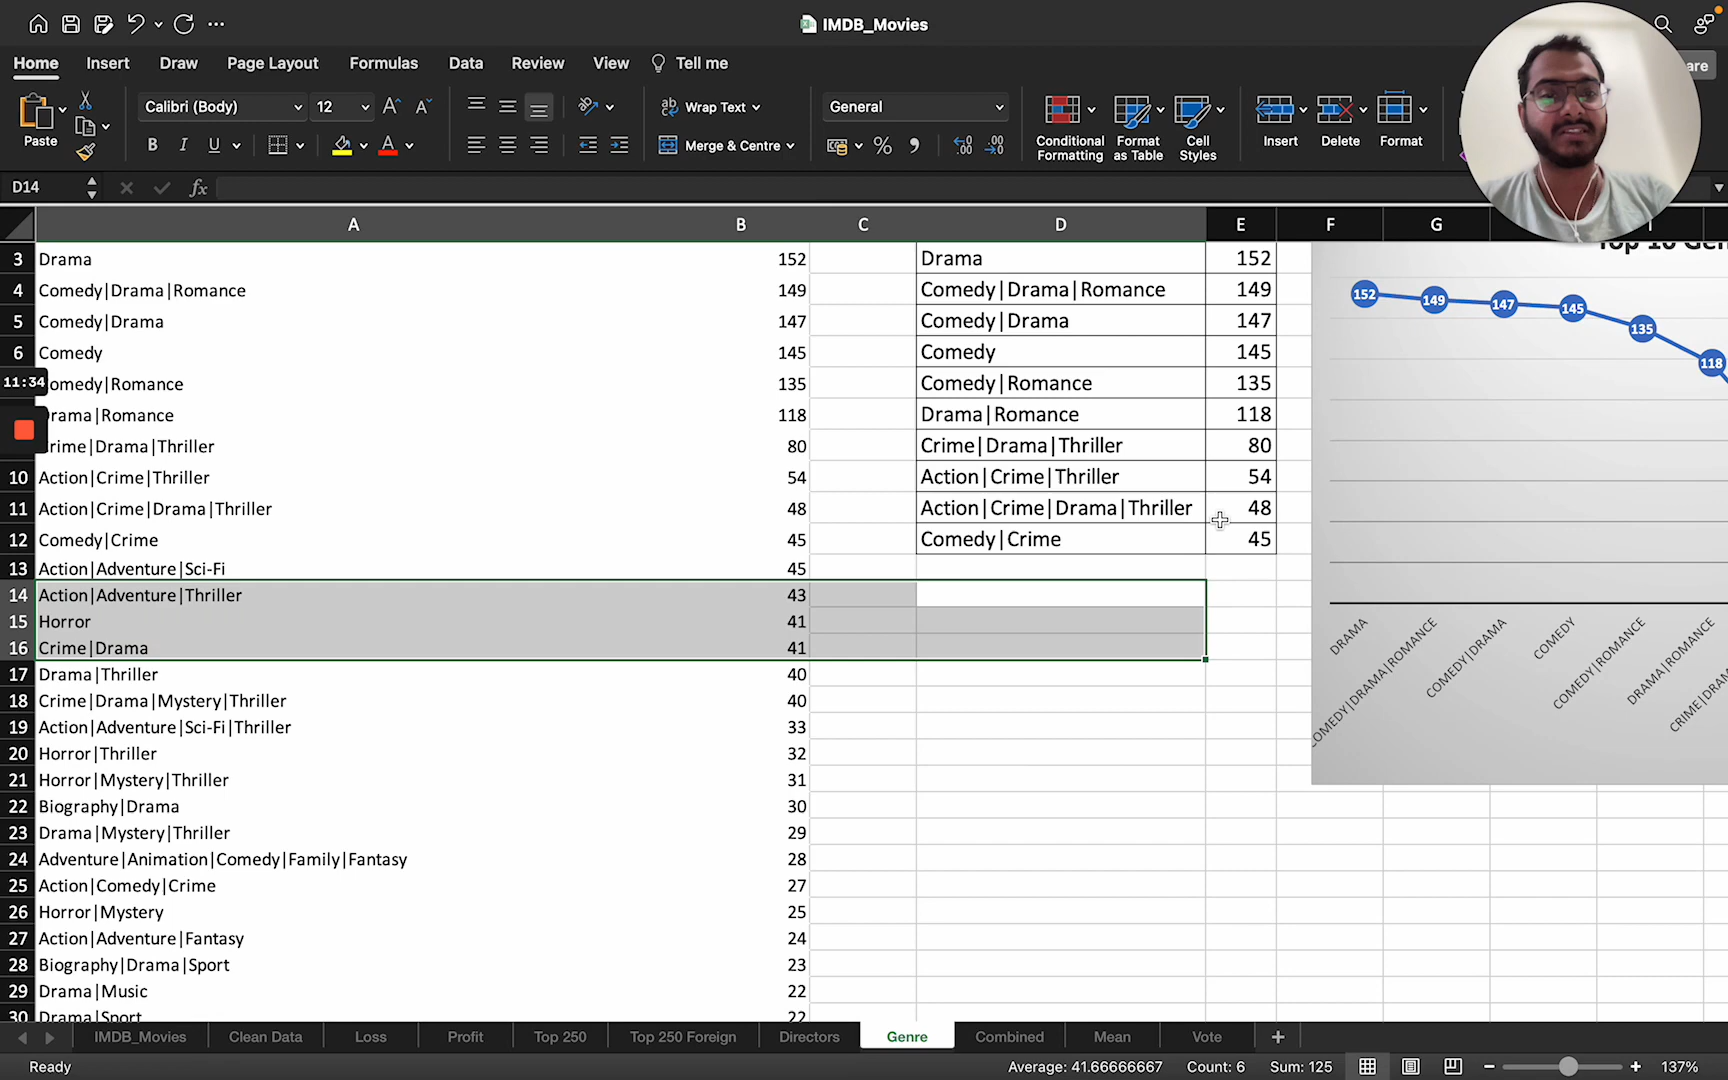 IMDB_Movies
Home Insert Draw Page Layout Formulas Data Review View Tell me
Paste
Calibri (Body) 12
B I U
Wrap Text
Merge & Centre
General
Conditional Formatting
Format as Table
Cell Styles
Insert Delete Format
D14 fx
A B C D E F G
3 Drama 152 Drama 152
4 Comedy|Drama|Romance 149 Comedy|Drama|Romance 149
5 Comedy|Drama 147 Comedy|Drama 147
6 Comedy 145 Comedy 145
11:34 omedy|Romance 135 Comedy|Romance 135
rama|Romance 118 Drama|Romance 118
rime|Drama|Thriller 80 Crime|Drama|Thriller 80
10 Action|Crime|Thriller 54 Action|Crime|Thriller 54
11 Action|Crime|Drama|Thriller 48 Action|Crime|Drama|Thriller 48
12 Comedy|Crime 45 Comedy|Crime 45
13 Action|Adventure|Sci-Fi 45
14 Action|Adventure|Thriller 43
15 Horror 41
16 Crime|Drama 41
17 Drama|Thriller 40
18 Crime|Drama|Mystery|Thriller 40
19 Action|Adventure|Sci-Fi|Thriller 33
20 Horror|Thriller 32
21 Horror|Mystery|Thriller 31
22 Biography|Drama 30
23 Drama|Mystery|Thriller 29
24 Adventure|Animation|Comedy|Family|Fantasy 28
25 Action|Comedy|Crime 27
26 Horror|Mystery 25
27 Action|Adventure|Fantasy 24
28 Biography|Drama|Sport 23
29 Drama|Music 22
30 Drama|Sport 22
Top 10 Gen
152 149 147 145 135 118
DRAMA
COMEDY|DRAMA|ROMANCE
COMEDY|DRAMA
COMEDY
COMEDY|ROMANCE
DRAMA|ROMANCE
CRIME|DRAM
IMDB_Movies Clean Data Loss Profit Top 250 Top 250 Foreign Directors Genre Combined Mean Vote +
Ready Average: 41.66666667 Count: 6 Sum: 125 137%